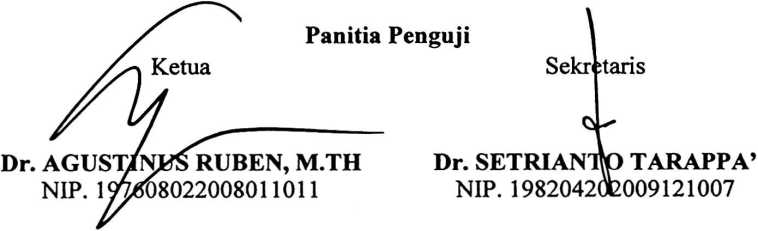 Panitia Penguji
Ketua Sekretaris
Dr. AGUSTINUS RUBEN, M.TH Dr. SETRIANTO TARAPPA'
NIP. 197608022008011011 NIP. 198204202009121007